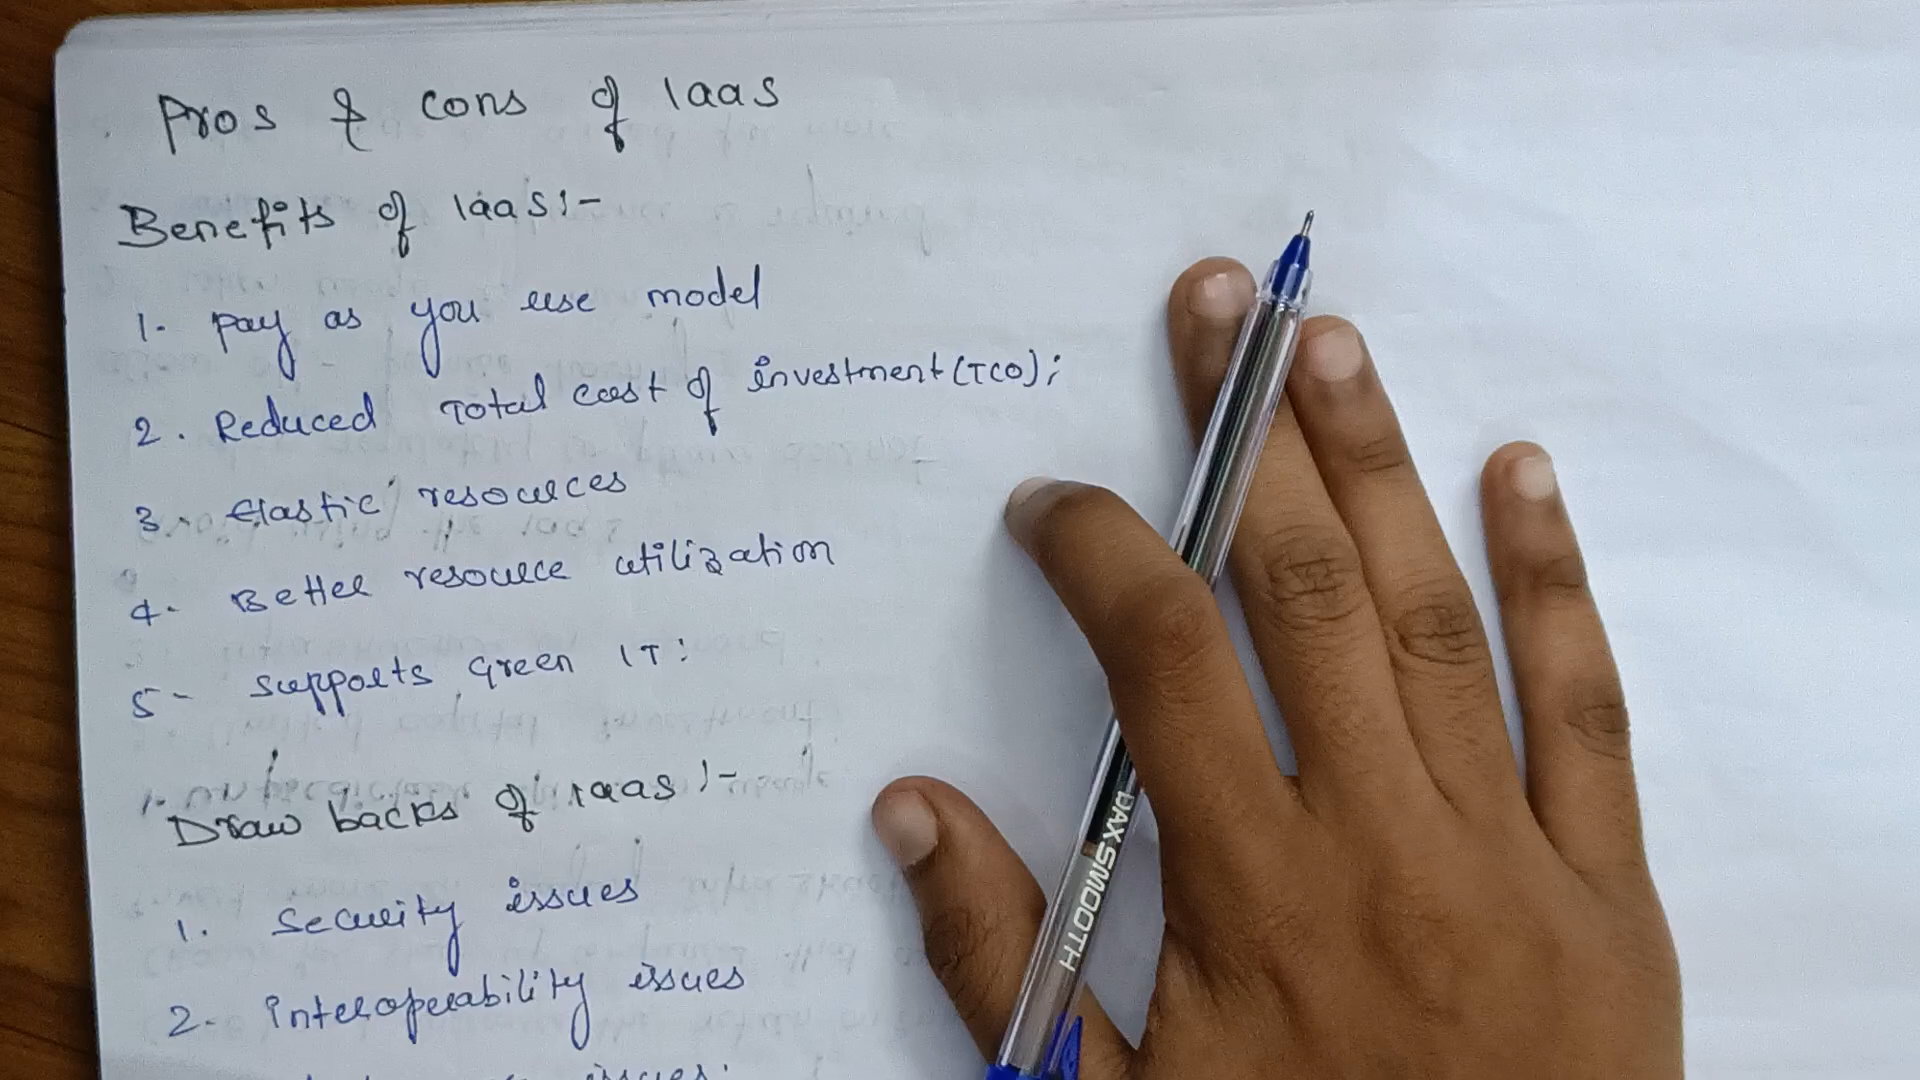 Pros & cons of Iaas
Benefits of Iaas:-
1. pay as you use model
2. Reduced Total cost of investment (TCO);
3. Elastic resources
4. Better resource utilization
5- supports Green IT:
Draw backs of Iaas:-
1. Security issues
2. Interoperability issues
issues.
DAX SMOOTH